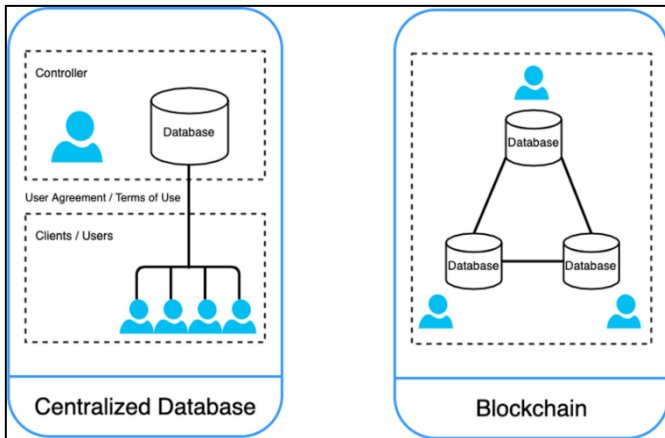 Controller
Database
User Agreement / Terms of Use
Clients / Users
Centralized Database
Database
Database
Database
Blockchain